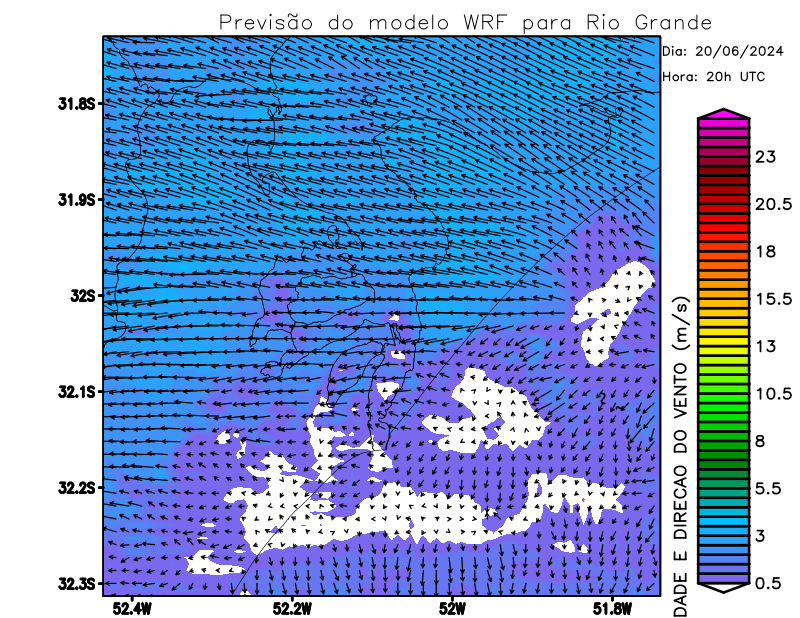 Previsão do modelo WRF para Rio Grande
Dia: 20/06/2024
Hora: 20h UTC
31.8S
31.9S
32S
32.1S
32.2S
32.3S
52.4W
52.2W
52W
51.8W
DADE E DIRECAO DO VENTO (m/s)
23
20.5
18
15.5
13
10.5
8
5.5
3
0.5